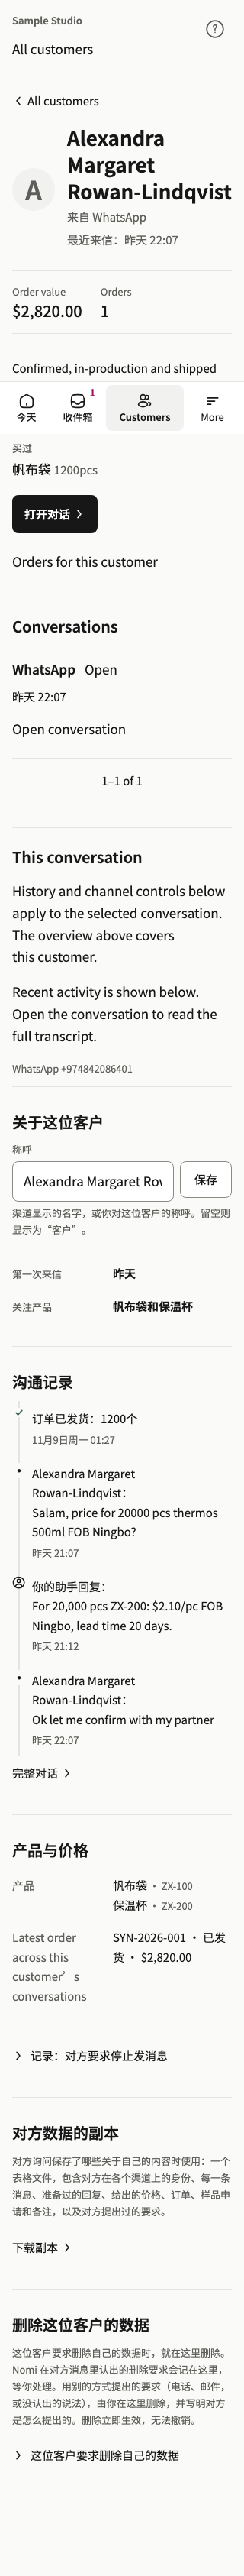 Sample Studio
?
All customers
All customers
A
Alexandra
Margaret
Rowan-Lindqvist
来自 WhatsApp
最近来信：昨天 22:07
Order value
Orders
$2,820.00
1
Confirmed, in-production and shipped
今天
1
收件箱
Customers
More
买过
帆布袋 1200pcs
打开对话
Orders for this customer
Conversations
WhatsApp Open
昨天 22:07
Open conversation
1–1 of 1
This conversation
History and channel controls below
apply to the selected conversation.
The overview above covers
this customer.
Recent activity is shown below.
Open the conversation to read the
full transcript.
WhatsApp +974842086401
关于这位客户
称呼
Alexandra Margaret Rov
保存
渠道显示的名字，或你对这位客户的称呼。留空则
显示为“客户”。
第一次来信
昨天
关注产品
帆布袋和保温杯
沟通记录
订单已发货：1200个
11月9日周一 01:27
Alexandra Margaret
Rowan-Lindqvist：
Salam, price for 20000 pcs thermos
500ml FOB Ningbo?
昨天 21:07
你的助手回复：
For 20,000 pcs ZX-200: $2.10/pc FOB
Ningbo, lead time 20 days.
昨天 21:12
Alexandra Margaret
Rowan-Lindqvist：
Ok let me confirm with my partner
昨天 22:07
完整对话
产品与价格
产品
帆布袋 · ZX-100
保温杯 · ZX-200
Latest order
across this
customer’s
conversations
SYN-2026-001 · 已发
货 · $2,820.00
记录：对方要求停止发消息
对方数据的副本
对方询问保存了哪些关于自己的内容时使用：一个
表格文件，包含对方在各个渠道上的身份、每一条
消息、准备过的回复、给出的价格、订单、样品申
请和备注，以及对方提出过的要求。
下载副本
删除这位客户的数据
这位客户要求删除自己的数据时，就在这里删除。
Nomi 在对方消息里认出的删除要求会记在这里，
等你处理。用别的方式提出的要求（电话、邮件，
或没认出的说法），由你在这里删除，并写明对方
是怎么提出的。删除立即生效，无法撤销。
这位客户要求删除自己的数据